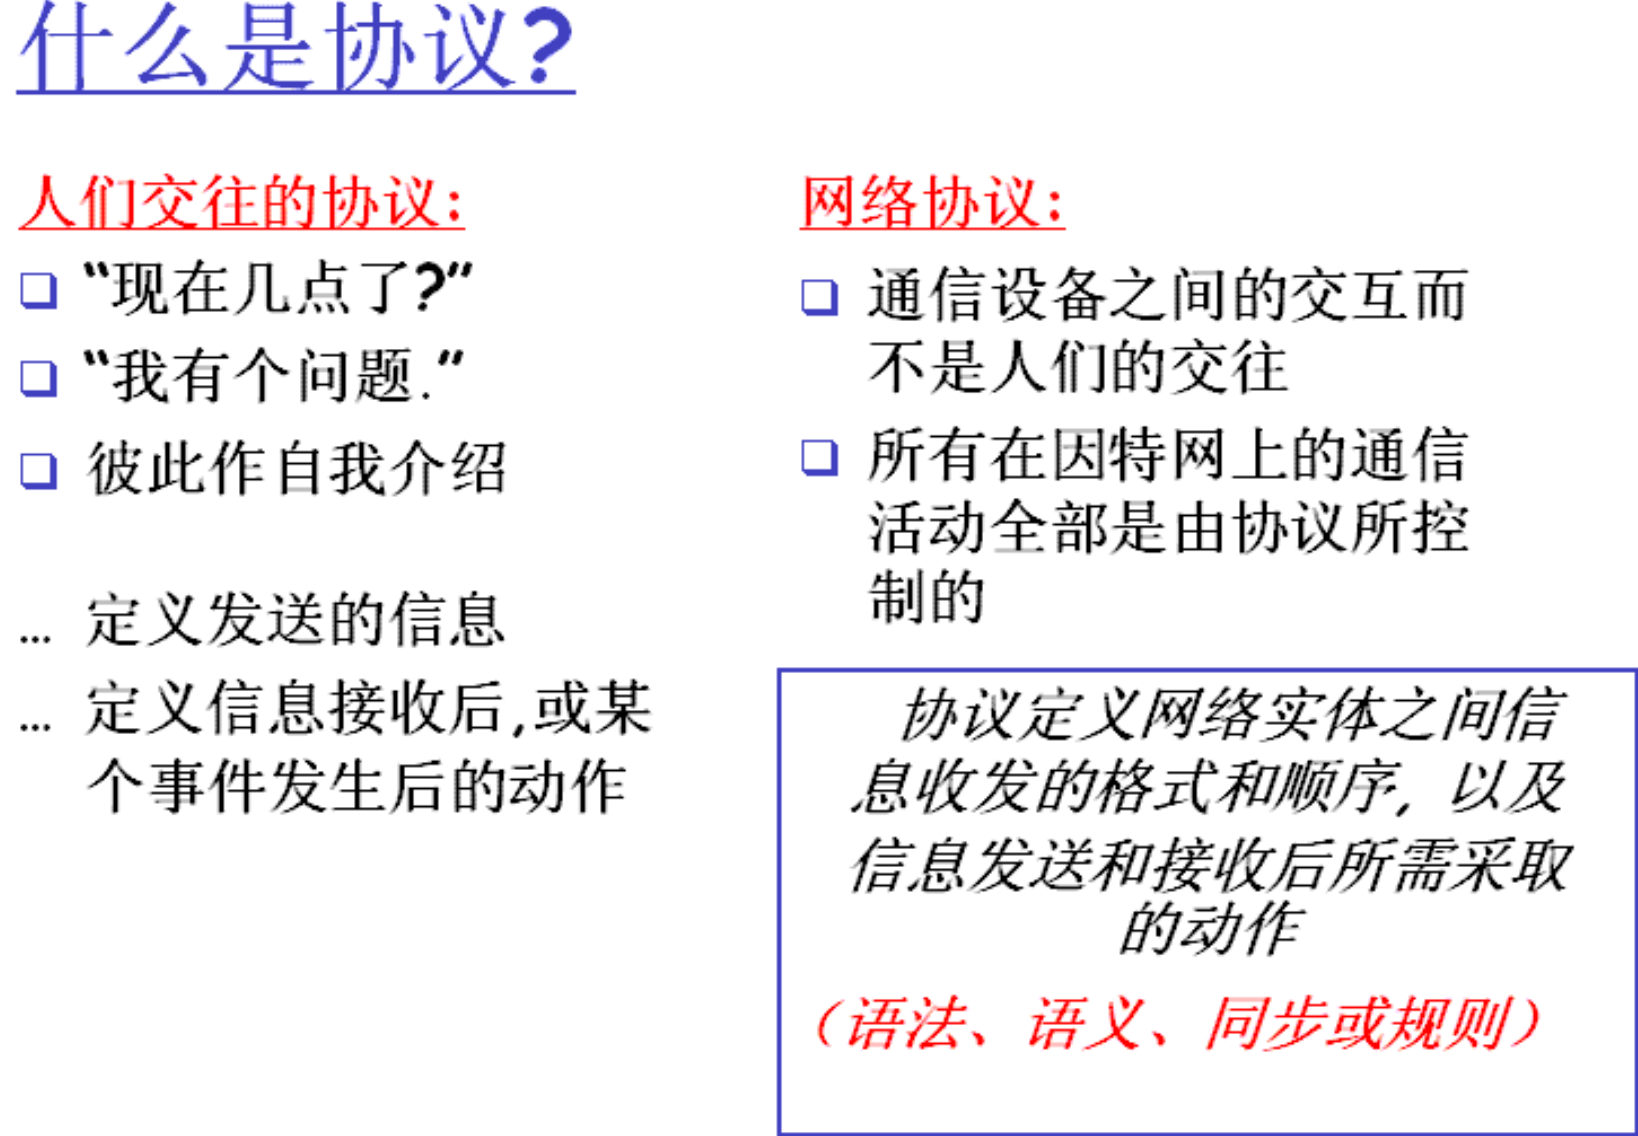 什么是协议?
人们交往的协议:
“现在几点了?”
“我有个问题.”
彼此作自我介绍
… 定义发送的信息
… 定义信息接收后,或某
个事件发生后的动作
网络协议:
通信设备之间的交互而
不是人们的交往
所有在因特网上的通信
活动全部是由协议所控
制的
协议定义网络实体之间信
息收发的格式和顺序, 以及
信息发送和接收后所需采取
的动作
（语法、语义、同步或规则）